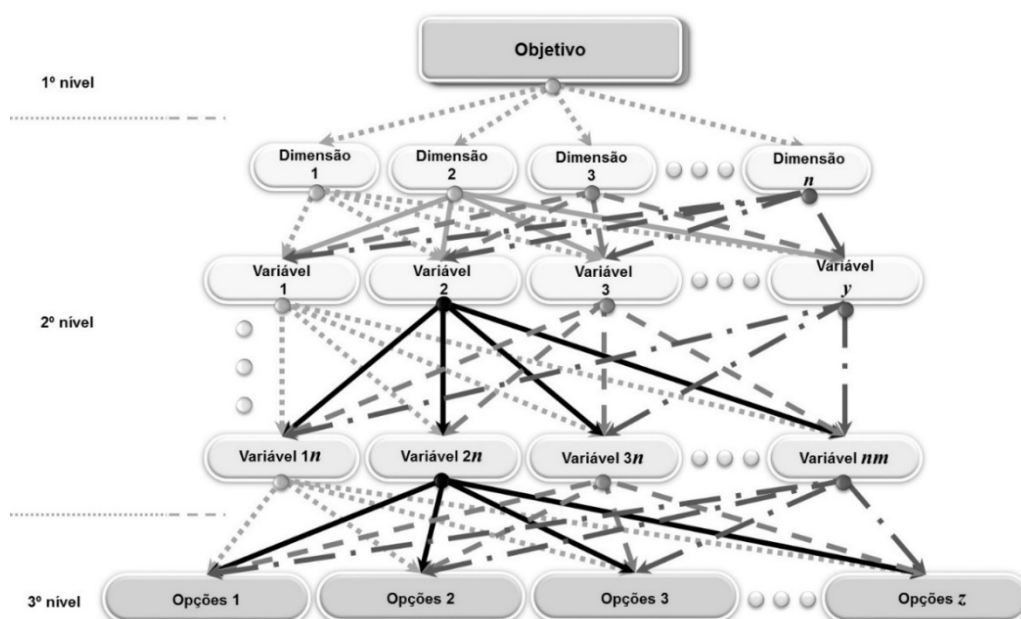 Objetivo
1º nível
Dimensão
1
Dimensão
2
Dimensão
3
Dimensão
n
Variável
1
Variável
2
Variável
3
Variável
y
2º nível
Variável 1n
Variável 2n
Variável 3n
Variável nm
3º nível
Opções 1
Opções 2
Opções 3
Opções z